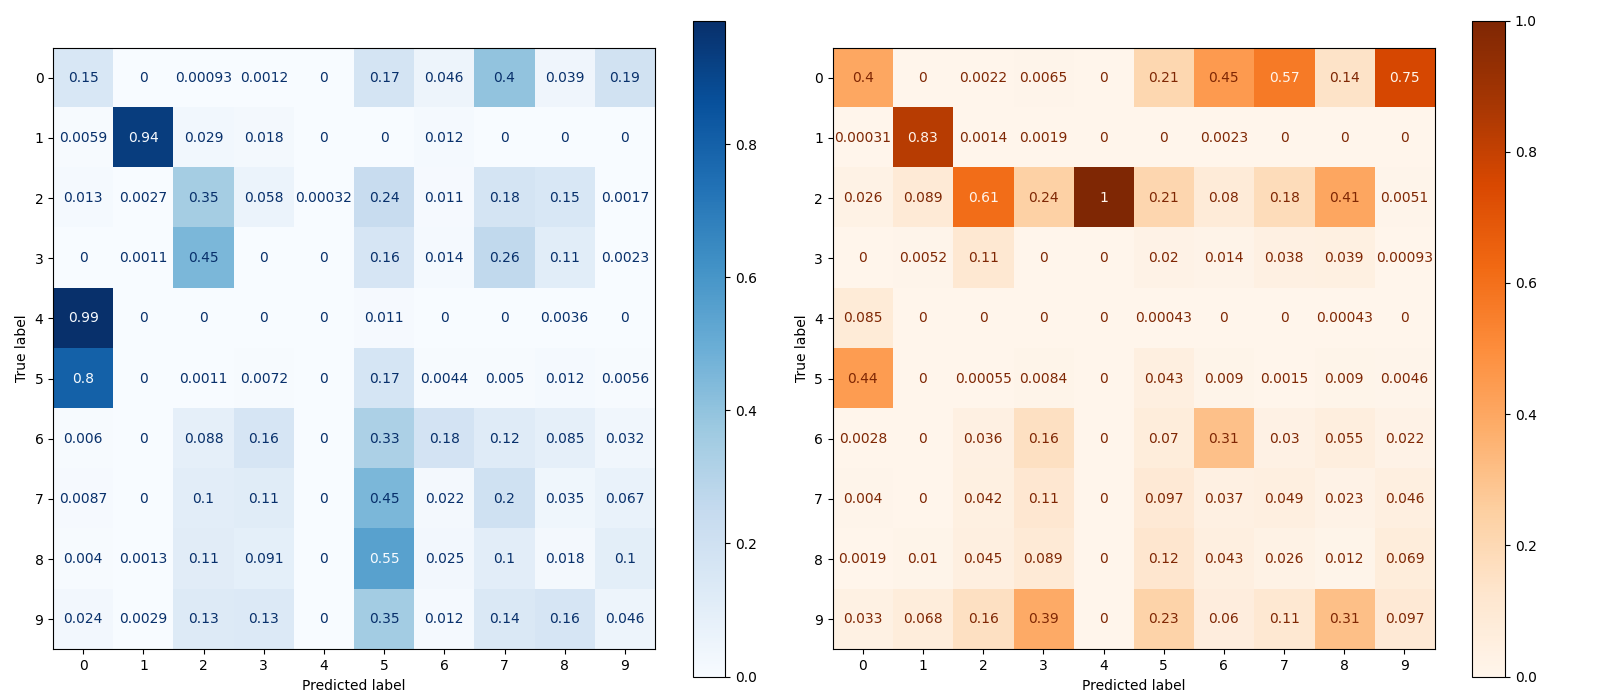 0 0.15 0 0.00093 0.0012 0 0.17 0.046 0.4 0.039 0.19
1 0.0059 0.94 0.029 0.018 0 0 0.012 0 0 0
2 0.013 0.0027 0.35 0.058 0.00032 0.24 0.011 0.18 0.15 0.0017
3 0 0.0011 0.45 0 0 0.16 0.014 0.26 0.11 0.0023
4 0.99 0 0 0 0 0.011 0 0 0.0036 0
5 0.8 0 0.0011 0.0072 0 0.17 0.0044 0.005 0.012 0.0056
6 0.006 0 0.088 0.16 0 0.33 0.18 0.12 0.085 0.032
7 0.0087 0 0.1 0.11 0 0.45 0.022 0.2 0.035 0.067
8 0.004 0.0013 0.11 0.091 0 0.55 0.025 0.1 0.018 0.1
9 0.024 0.0029 0.13 0.13 0 0.35 0.012 0.14 0.16 0.046
0 1 2 3 4 5 6 7 8 9
Predicted label
True label
0.8
0.6
0.4
0.2
0.0
0 0.4 0 0.0022 0.0065 0 0.21 0.45 0.57 0.14 0.75
1 0.00031 0.83 0.0014 0.0019 0 0 0.0023 0 0 0
2 0.026 0.089 0.61 0.24 1 0.21 0.08 0.18 0.41 0.0051
3 0 0.0052 0.11 0 0 0.02 0.014 0.038 0.039 0.00093
4 0.085 0 0 0 0 0.00043 0 0 0.00043 0
5 0.44 0 0.00055 0.0084 0 0.043 0.009 0.0015 0.009 0.0046
6 0.0028 0 0.036 0.16 0 0.07 0.31 0.03 0.055 0.022
7 0.004 0 0.042 0.11 0 0.097 0.037 0.049 0.023 0.046
8 0.0019 0.01 0.045 0.089 0 0.12 0.043 0.026 0.012 0.069
9 0.033 0.068 0.16 0.39 0 0.23 0.06 0.11 0.31 0.097
0 1 2 3 4 5 6 7 8 9
Predicted label
True label
1.0
0.8
0.6
0.4
0.2
0.0